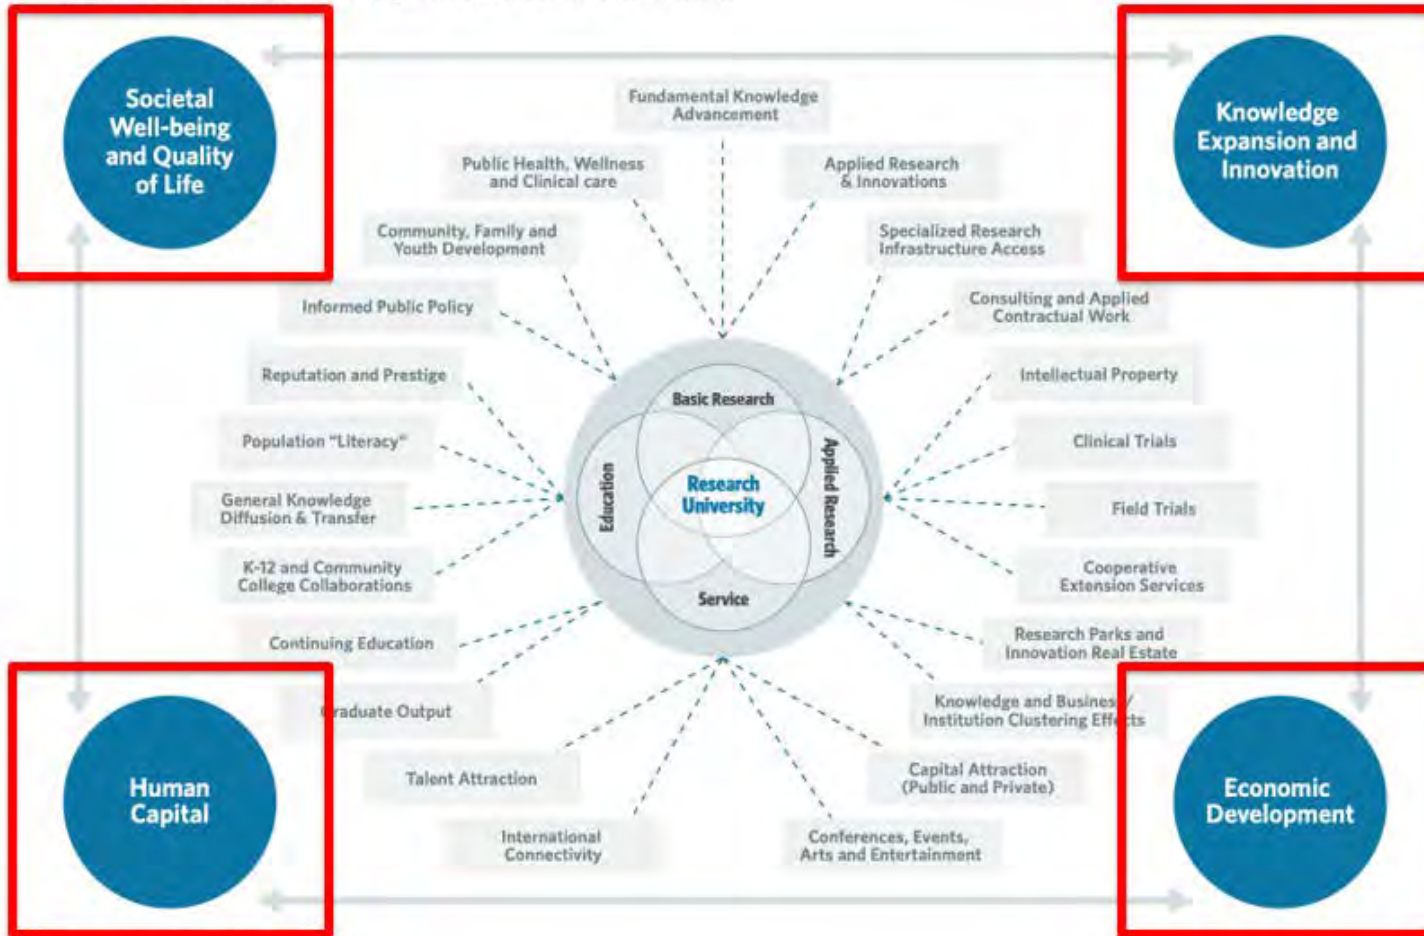 Societal
Well-being
and Quality
of Life
Knowledge
Expansion and
Innovation
Fundamental Knowledge
Advancement
Public Health, Wellness
and Clinical care
Applied Research
& Innovations
Community, Family and
Youth Development
Specialized Research
Infrastructure Access
Informed Public Policy
Consulting and Applied
Contractual Work
Reputation and Prestige
Intellectual Property
Population "Literacy"
Clinical Trials
General Knowledge
Diffusion & Transfer
Field Trials
K-12 and Community
College Collaborations
Cooperative
Extension Services
Basic Research
Education
Research
University
Applied Research
Service
Continuing Education
Research Parks and
Innovation Real Estate
Graduate Output
Knowledge and Business/
Institution Clustering Effects
Talent Attraction
Capital Attraction
(Public and Private)
International
Connectivity
Conferences, Events,
Arts and Entertainment
Human
Capital
Economic
Development